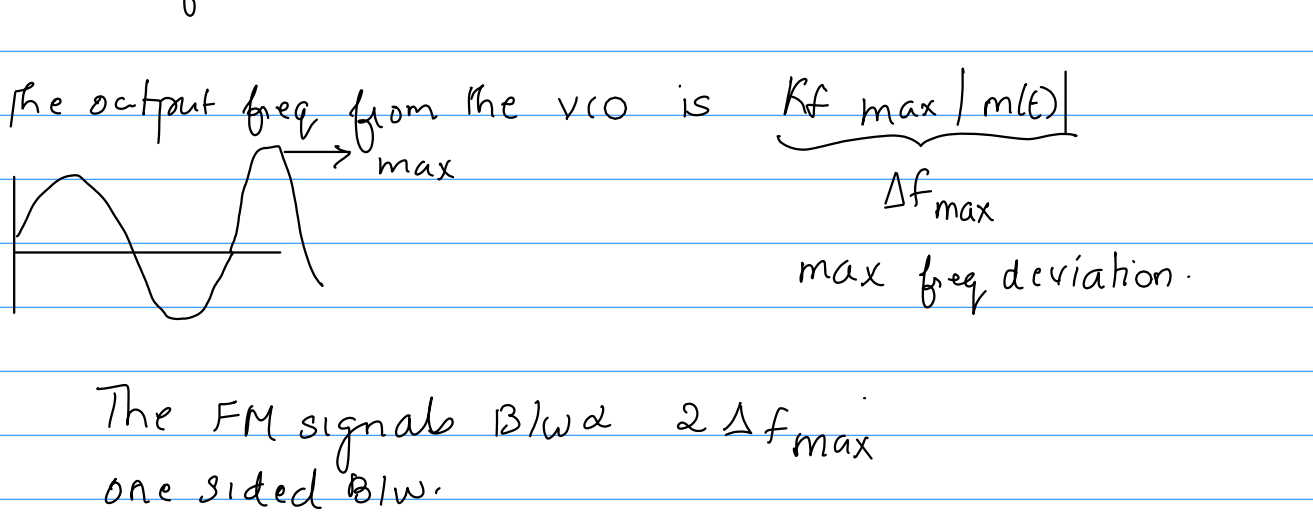 The output freq from the VCO is Kf max |m(t)|
max
Δf max
max freq deviation.
The FM signals B/w α 2 Δf max
one sided B/w.